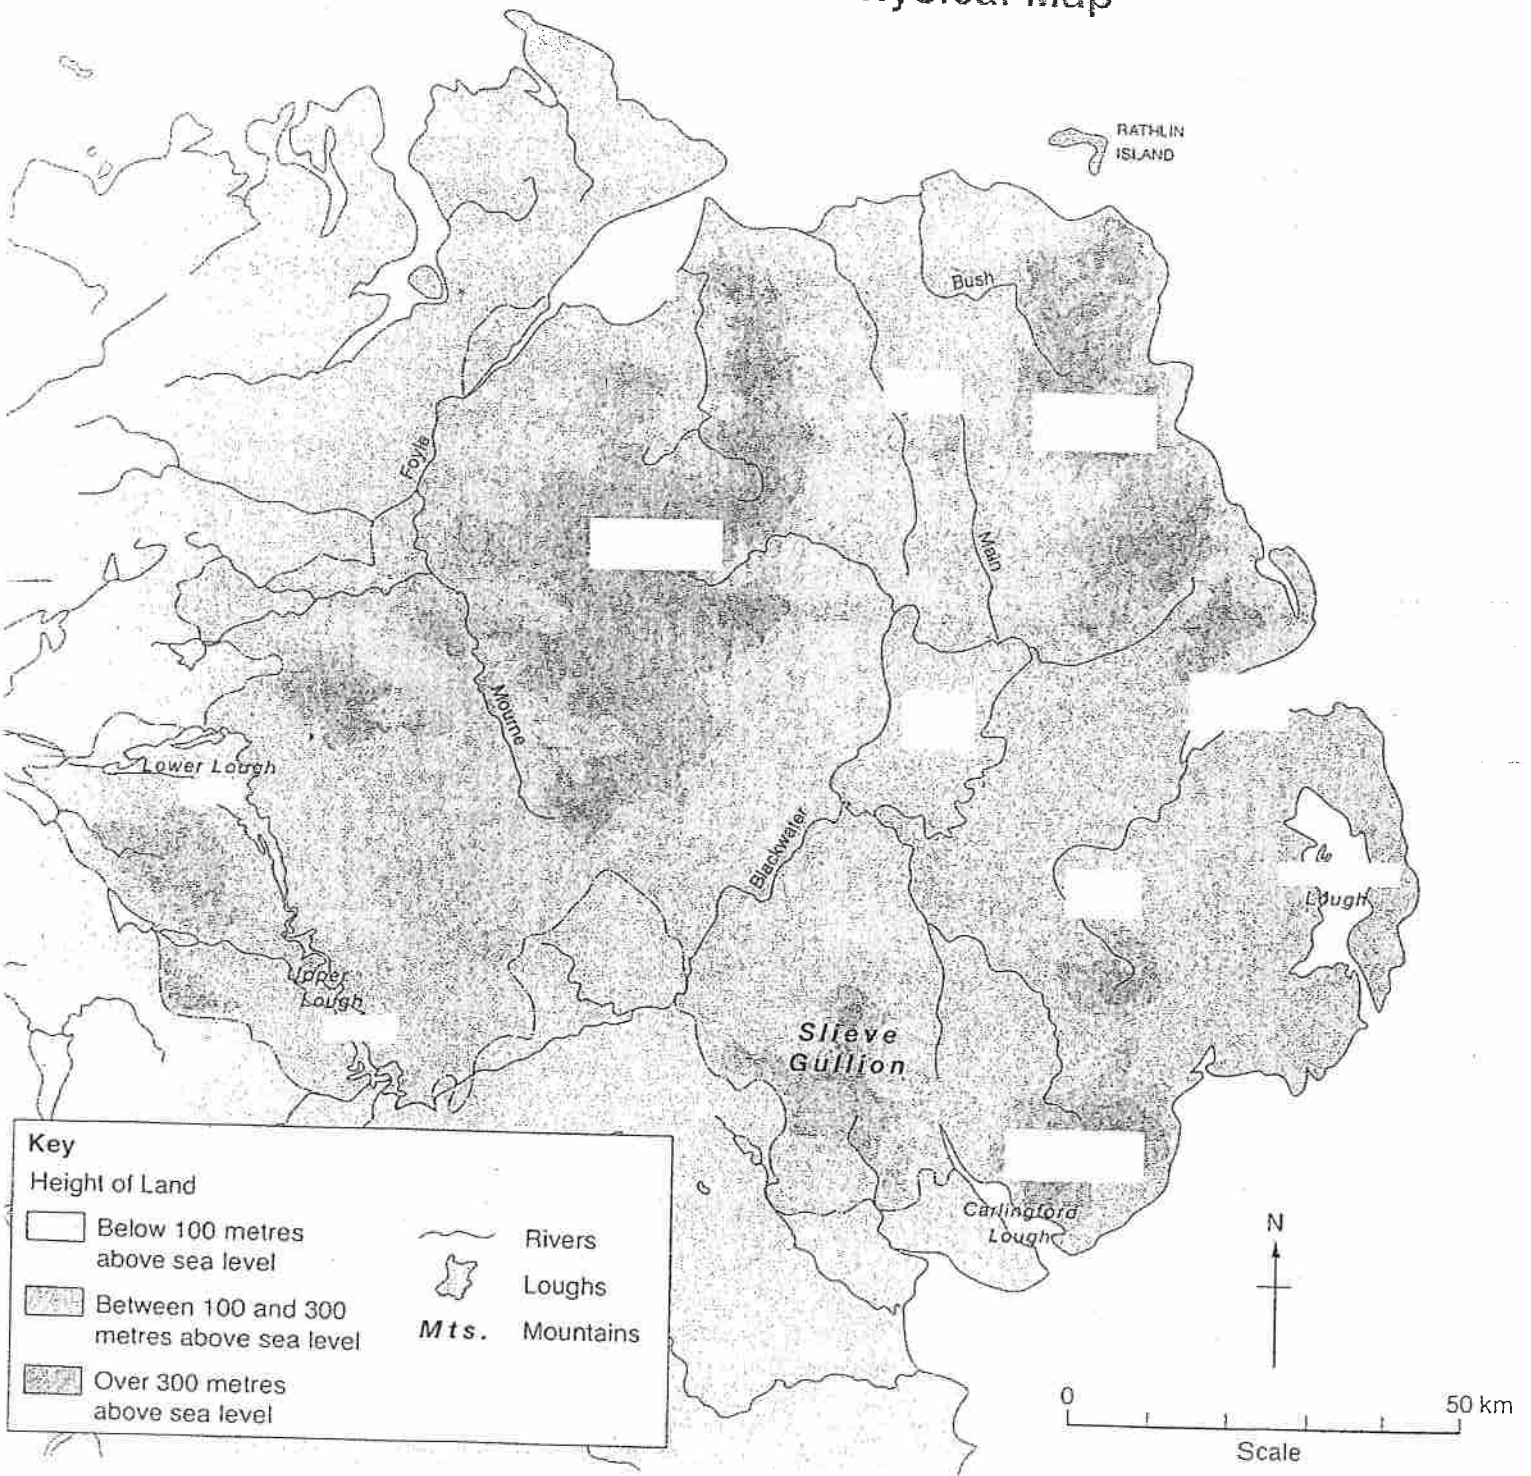 Map
RATHLIN
ISLAND
Bush
Foyle
Main
Mourne
Lower Lough
Blackwater
Lough
Upper
Lough
Slieve
Gullion
Carlingford
Lough
Key
Height of Land
Below 100 metres
above sea level
Between 100 and 300
metres above sea level
Over 300 metres
above sea level
Rivers
Loughs
Mts. Mountains
N
0 50 km
Scale